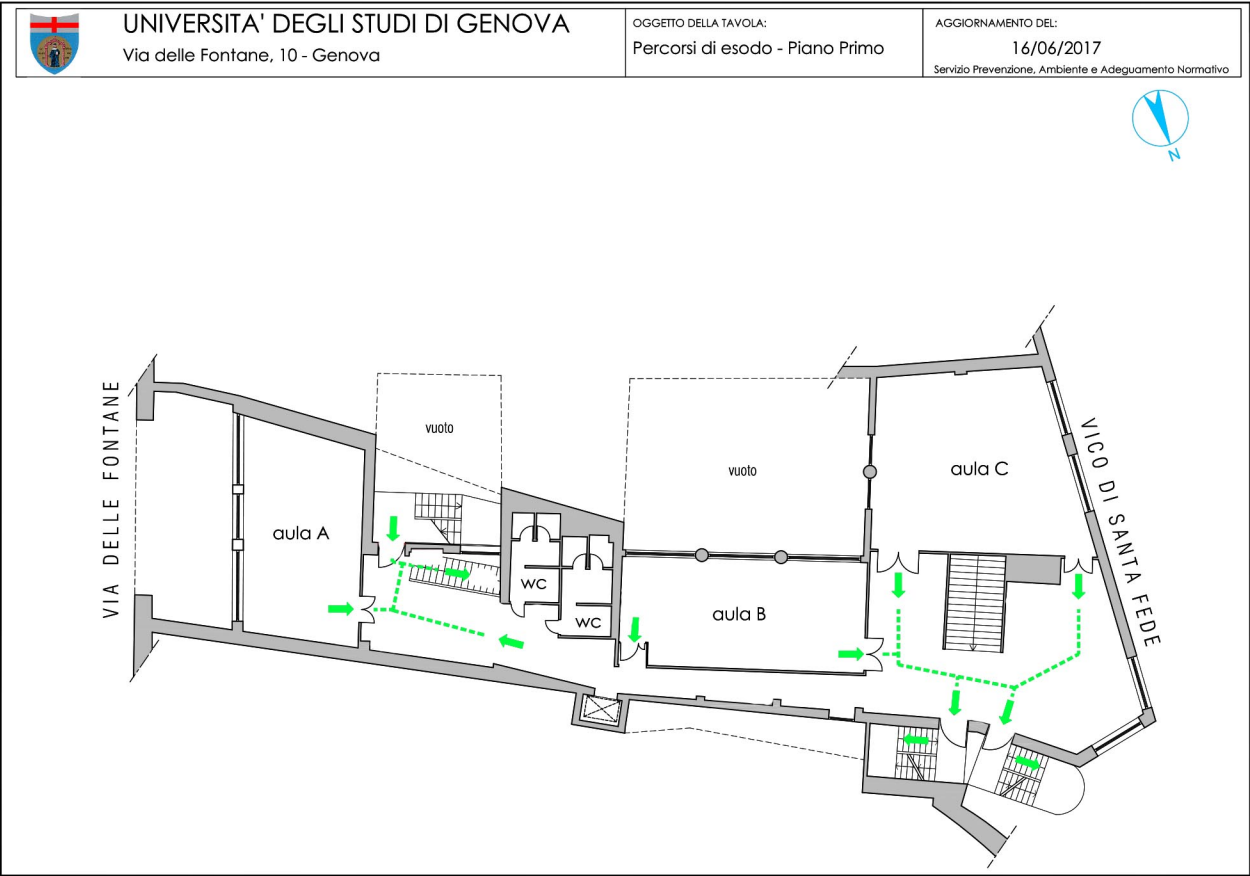 UNIVERSITA' DEGLI STUDI DI GENOVA
Via delle Fontane, 10 - Genova
OGGETTO DELLA TAVOLA:
Percorsi di esodo - Piano Primo
AGGIORNAMENTO DEL:
16/06/2017
Servizio Prevenzione, Ambiente e Adeguamento Normativo
N
VIA DELLE FONTANE
vuoto
vuoto
aula C
VICO DI SANTA FEDE
aula A
WC
WC
aula B